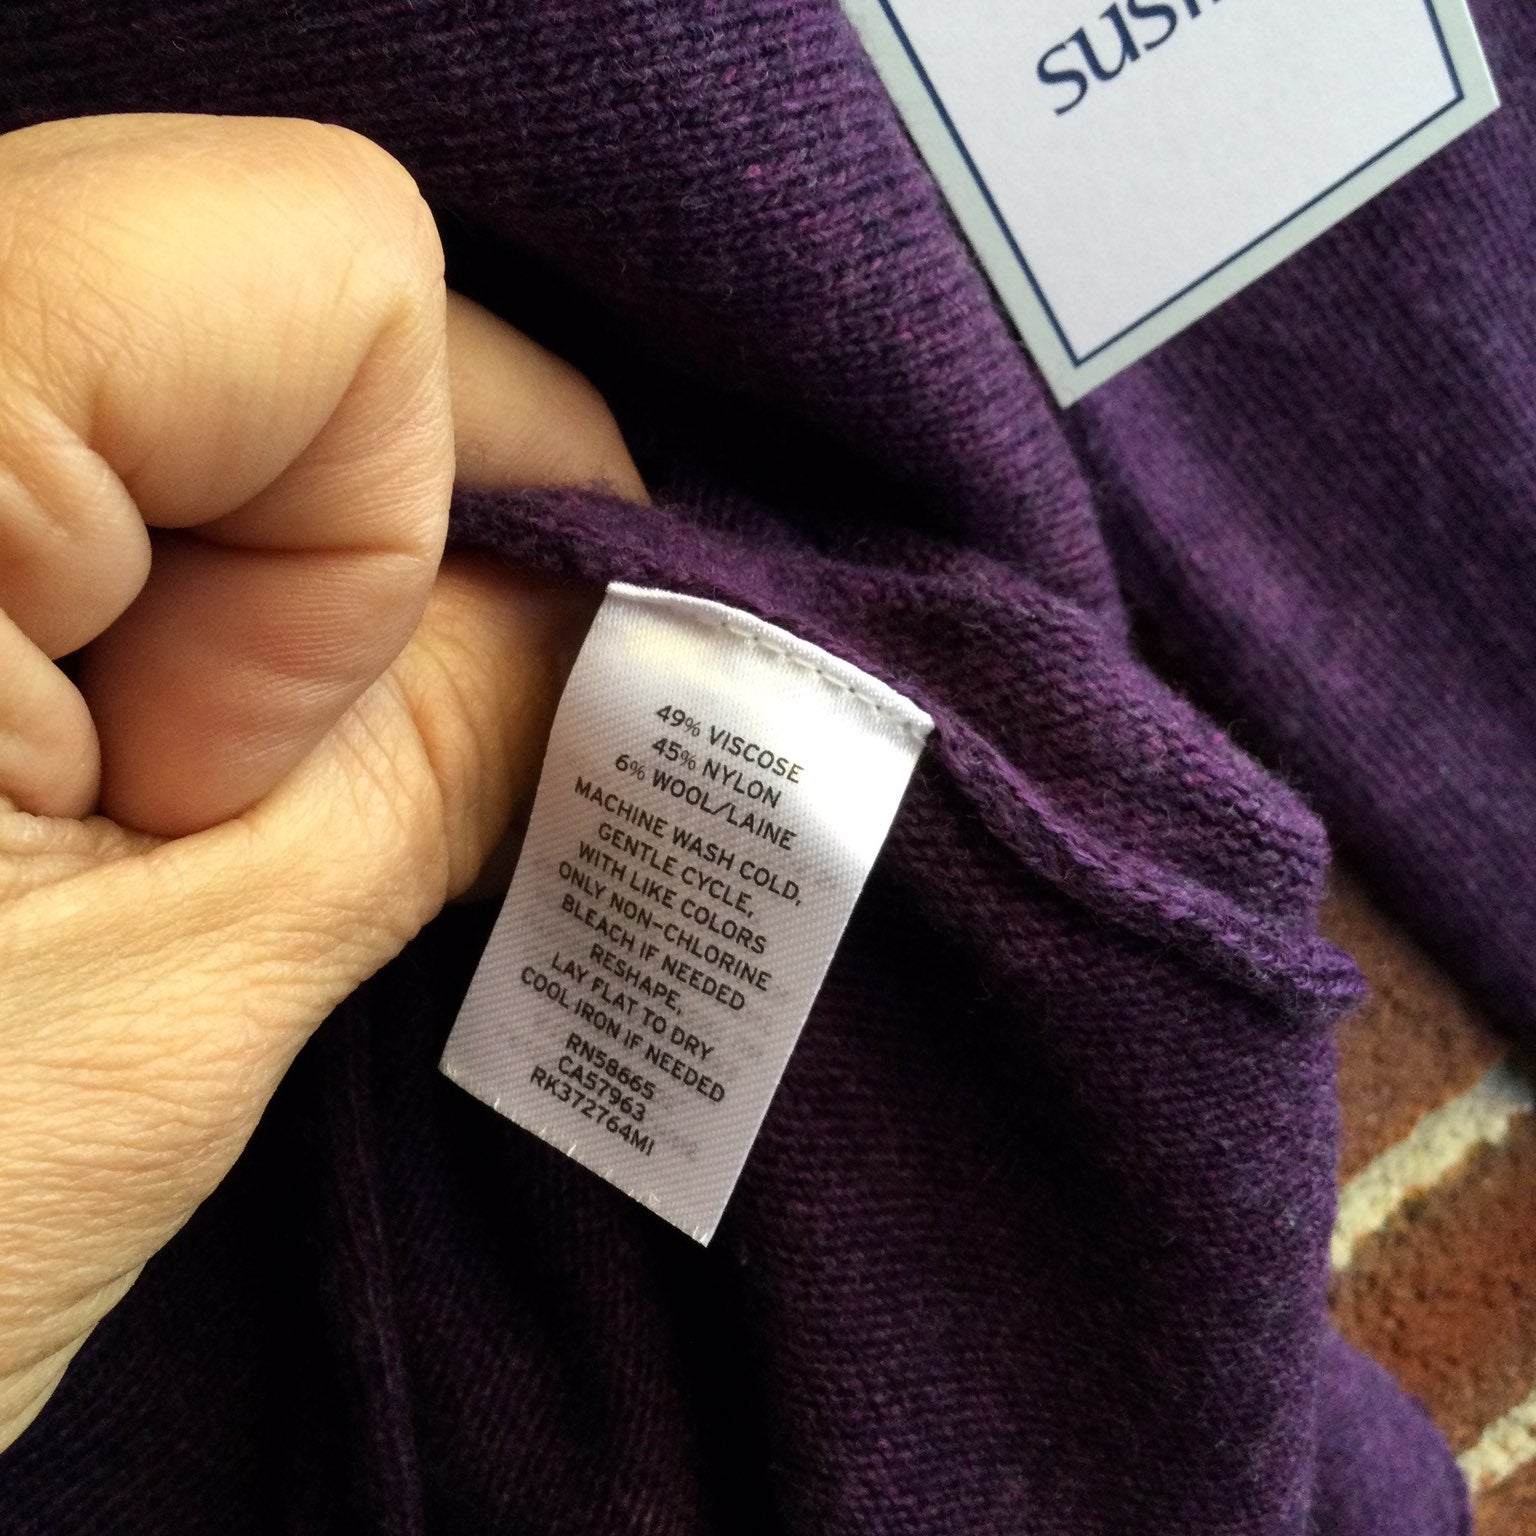 49% VISCOSE
45% NYLON
6% WOOL/LAINE
MACHINE WASH COLD,
GENTLE CYCLE,
WITH LIKE COLORS
ONLY NON-CHLORINE
BLEACH IF NEEDED
RESHAPE,
LAY FLAT TO DRY
COOL IRON IF NEEDED
RN58665
CA57963
RK372764MI